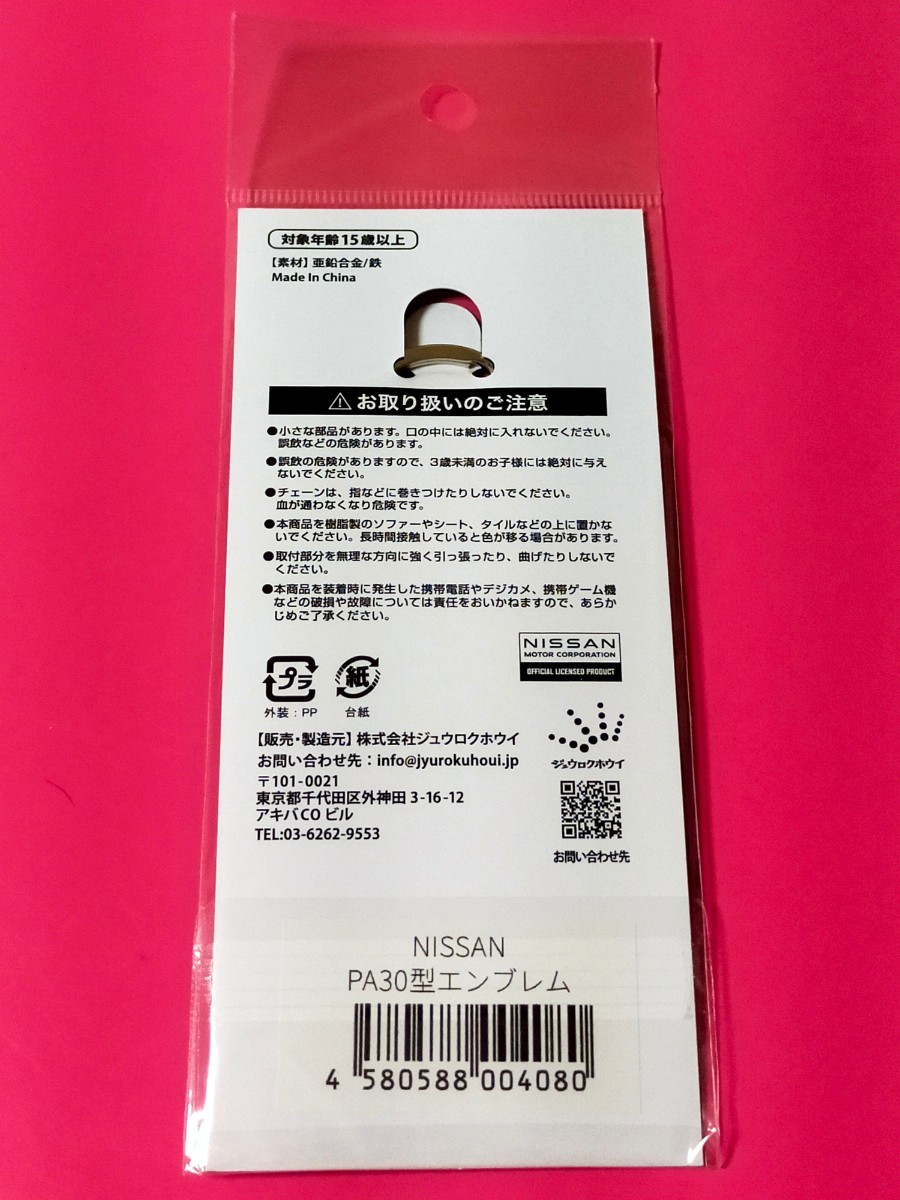 対象年齢15歳以上
【素材】亜鉛合金/鉄
Made In China
お取り扱いのご注意
●小さな部品があります。口の中には絶対に入れないでください。
誤飲などの危険があります。
●誤飲の危険がありますので、3歳未満のお子様には絶対に与え
ないでください。
●チェーンは、指などに巻きつけたりしないでください。
血が通わなくなり危険です。
●本商品を樹脂製のソファーやシート、タイルなどの上に置かな
いでください。長時間接触していると色が移る場合があります。
●取付部分を無理な方向に強く引っ張ったり、曲げたりしないで
ください。
●本商品を装着時に発生した携帯電話やデジカメ、携帯ゲーム機
などの破損や故障については責任をおいかねますので、あらか
じめご了承ください。
NISSAN
MOTOR CORPORATION
OFFICIAL LICENSED PRODUCT
プラ
外装:PP
紙
台紙
【販売・製造元】株式会社ジュウロクホウイ
お問い合わせ先:info@jyurokuhoui.jp
〒101-0021
東京都千代田区外神田 3-16-12
アキバCO ビル
TEL:03-6262-9553
ジュウロクホウイ
お問い合わせ先
NISSAN
PA30型エンブレム
4 580588 004080